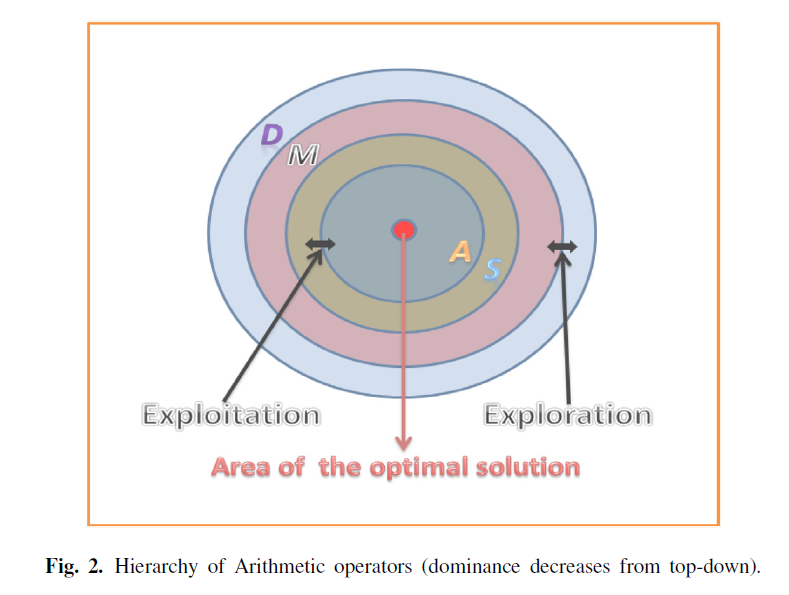 D
M
A
S
Exploitation
Exploration
Area of the optimal solution
Fig. 2. Hierarchy of Arithmetic operators (dominance decreases from top-down).